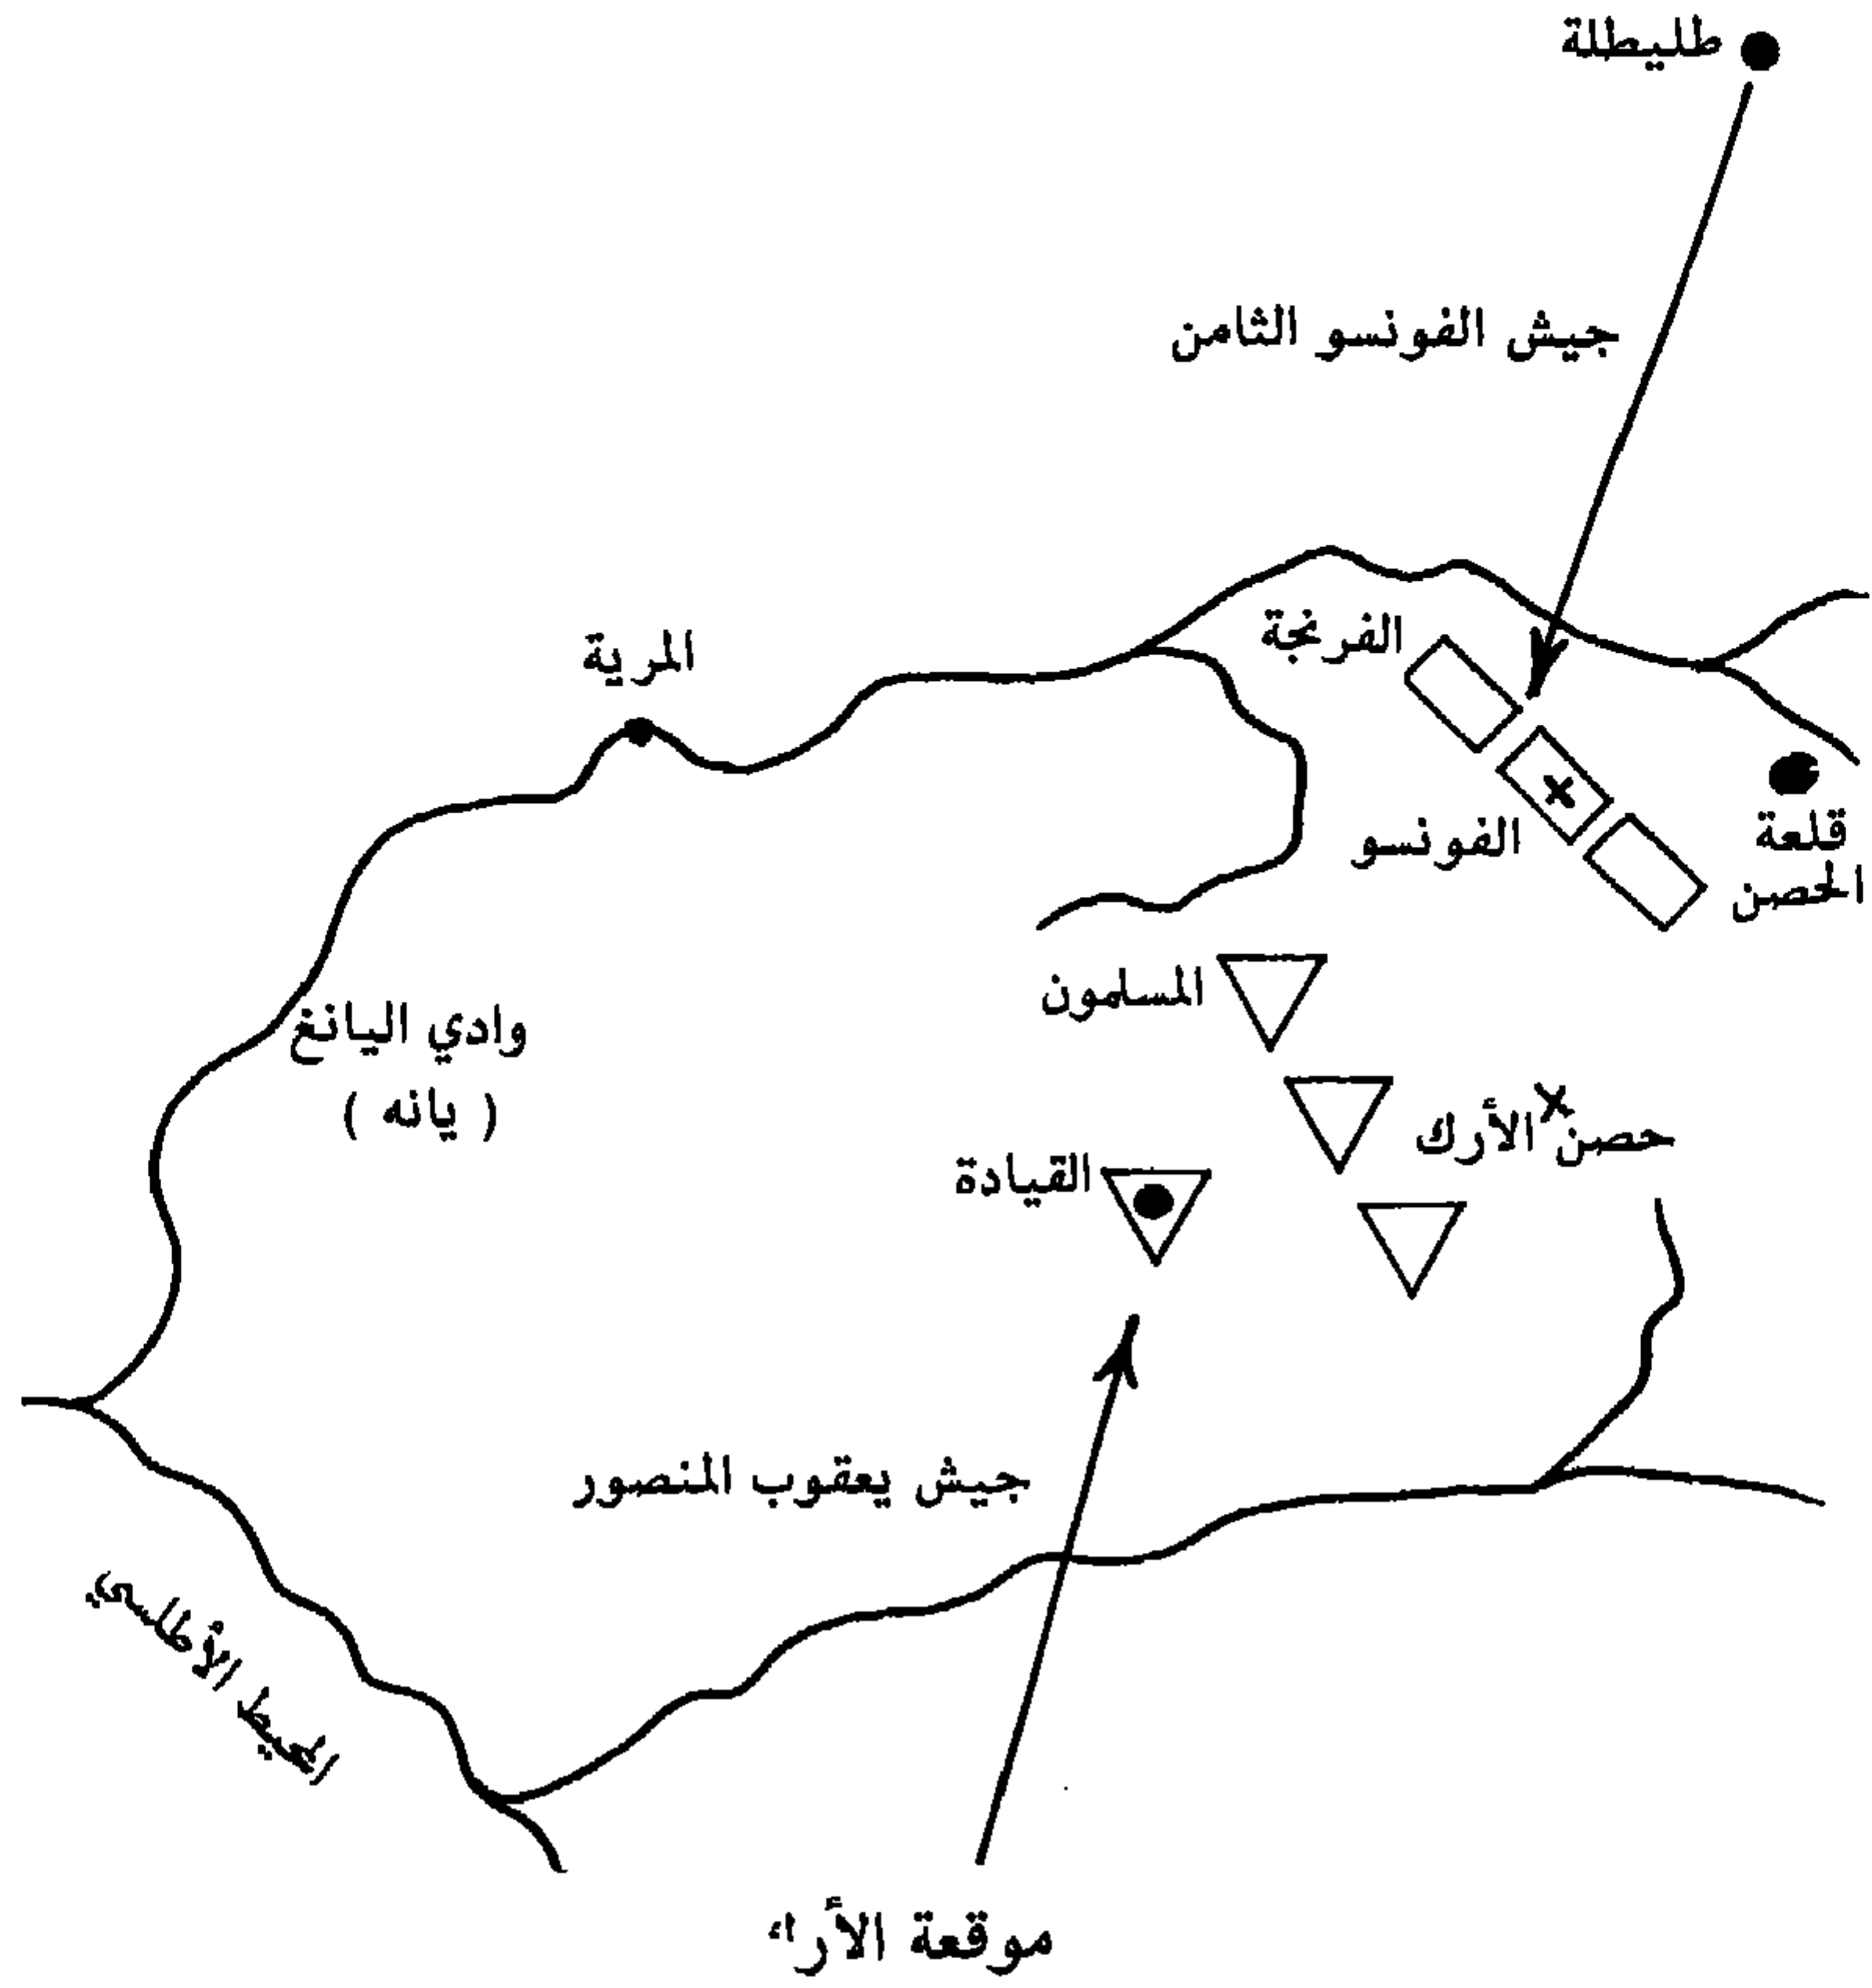 طليطلة
جيش الفونسو الثامن
الفرنجة
المرية
الفونسو
قلعة
الحصن
المسلمون
وادي اليانغ
( يانه )
حصن الأرك
القيادة
جيش يعقوب المنصور
المحيط الأطلسي
موقعة